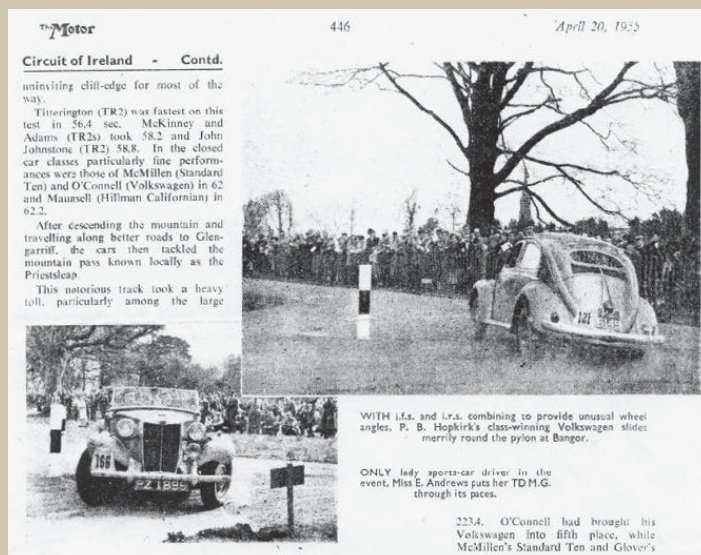 The Motor
446
April 20, 1955
Circuit of Ireland - Contd.
uninviting cliff-edge for most of the
way.
Titterington (TR2) was fastest on this
test in 56.4 sec. McKinney and
Adams (TR2s) took 58.2 and John
Johnstone (TR2) 58.8. In the closed
car classes particularly fine perform-
ances were those of McMillen (Standard
Ten) and O'Connell (Volkswagen) in 62
and Maunsell (Hillman Californian) in
62.2.
After descending the mountain and
travelling along better roads to Glen-
garriff, the cars then tackled the
mountain pass known locally as the
Priestsleap.
This notorious track took a heavy
toll, particularly among the large
WITH i.f.s. and i.r.s. combining to provide unusual wheel
angles, P. B. Hopkirk's class-winning Volkswagen slides
merrily round the pylon at Bangor.
ONLY lady sports-car driver in the
event, Miss E. Andrews puts her TD M.G.
through its paces.
223.4. O'Connell had brought his
Volkswagen into fifth place, while
McMillen's Standard Ten and Glover's